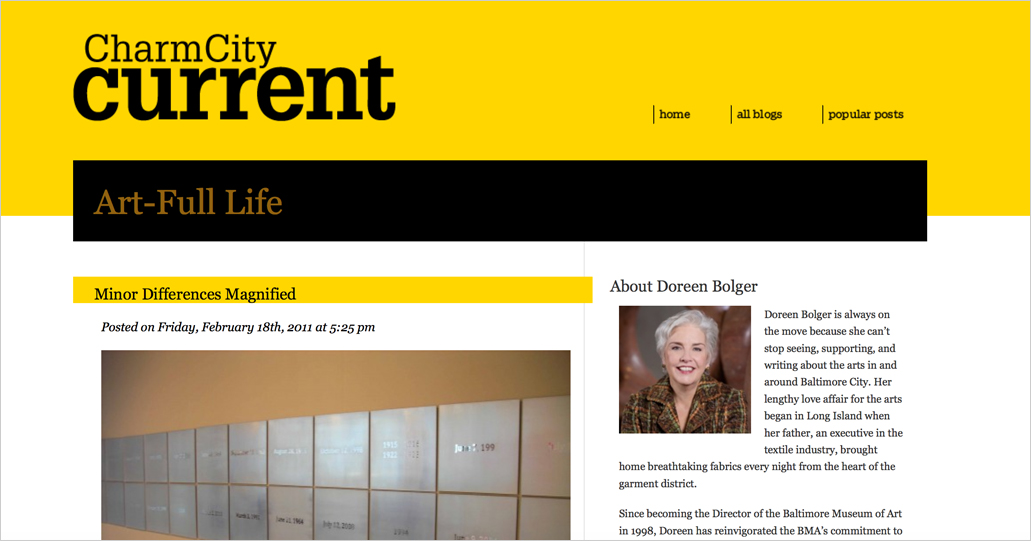 CharmCity
current
home
all blogs
popular posts
Art-Full Life
Minor Differences Magnified
Posted on Friday, February 18th, 2011 at 5:25 pm
1998
About Doreen Bolger
Doreen Bolger is always on
the move because she can't
stop seeing, supporting, and
writing about the arts in and
around Baltimore City. Her
lengthy love affair for the arts
began in Long Island when
her father, an executive in the
textile industry, brought
home breathtaking fabrics every night from the heart of the
garment district.
Since becoming the Director of the Baltimore Museum of Art
in 1998, Doreen has reinvigorated the BMA's commitment to